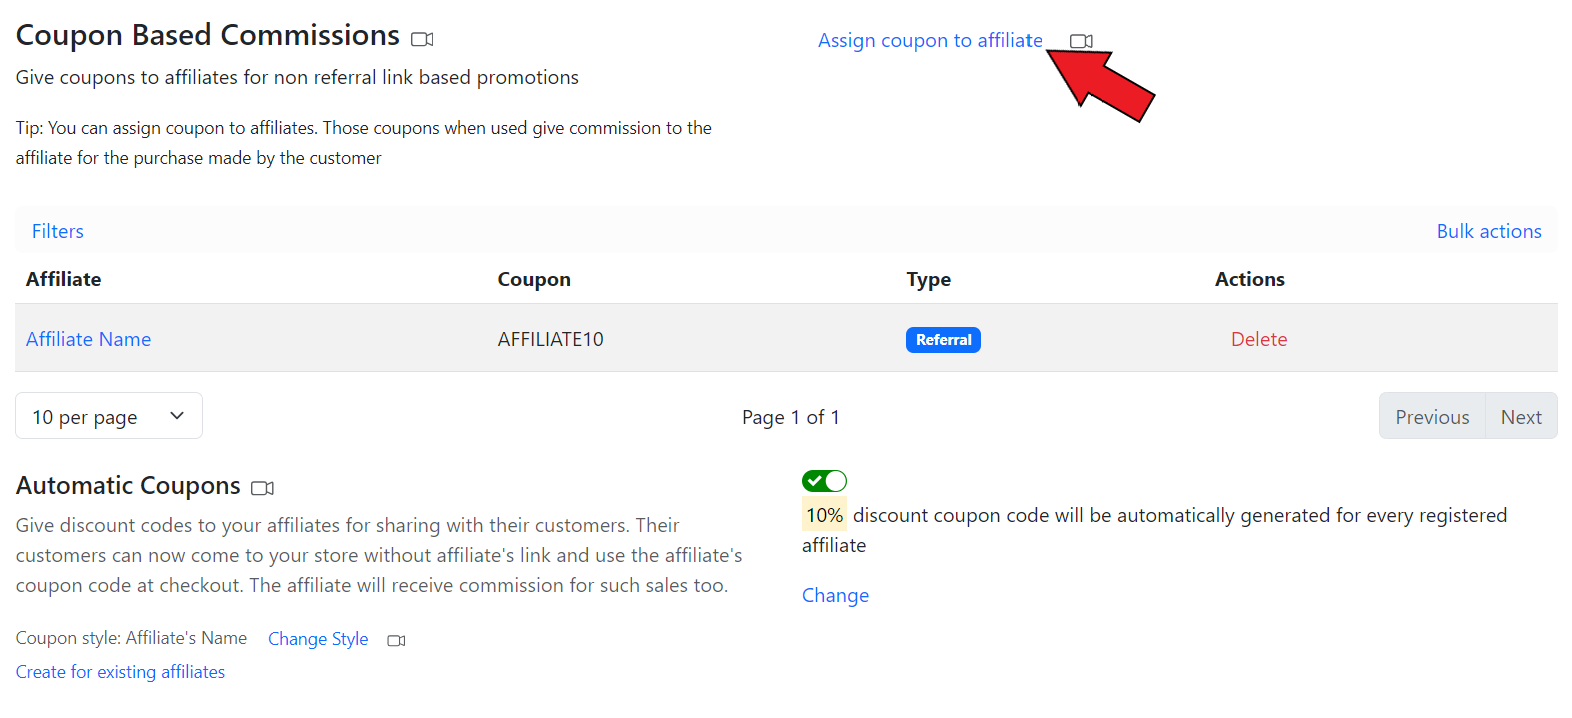 Coupon Based Commissions
Assign coupon to affiliate
Give coupons to affiliates for non referral link based promotions
Tip: You can assign coupon to affiliates. Those coupons when used give commission to the
affiliate for the purchase made by the customer
Filters
Bulk actions
Affiliate Coupon Type Actions
Affiliate Name AFFILIATE10 Referral Delete
10 per page
Page 1 of 1
Previous Next
Automatic Coupons
Give discount codes to your affiliates for sharing with their customers. Their
customers can now come to your store without affiliate's link and use the affiliate's
coupon code at checkout. The affiliate will receive commission for such sales too.
Coupon style: Affiliate's Name Change Style
Create for existing affiliates
10% discount coupon code will be automatically generated for every registered
affiliate
Change